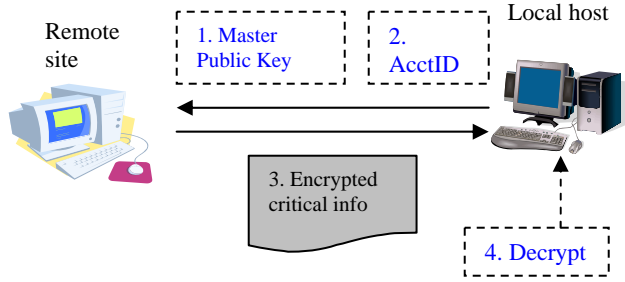 Remote
site
1. Master
Public Key
2.
AcctID
Local host
3. Encrypted
critical info
4. Decrypt